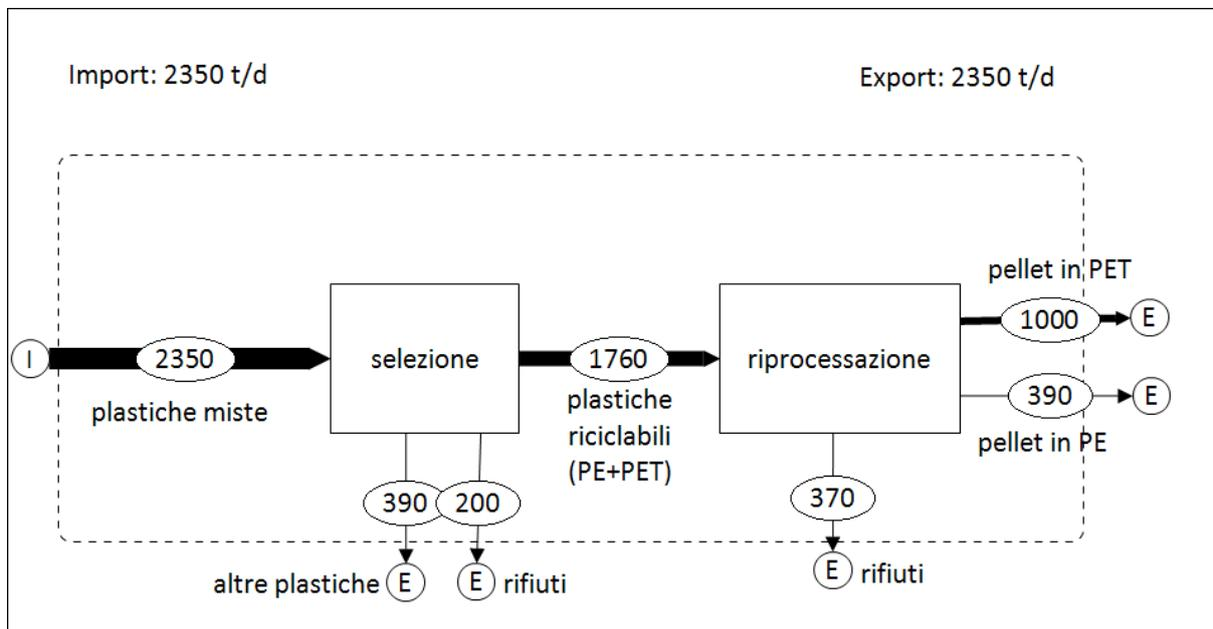 Import: 2350 t/d
Export: 2350 t/d
pellet in PET
1000
E
I
2350
selezione
1760
riprocessazione
plastiche miste
plastiche
riciclabili
(PE+PET)
390
E
pellet in PE
390
200
370
altre plastiche
E
E
rifiuti
E
rifiuti